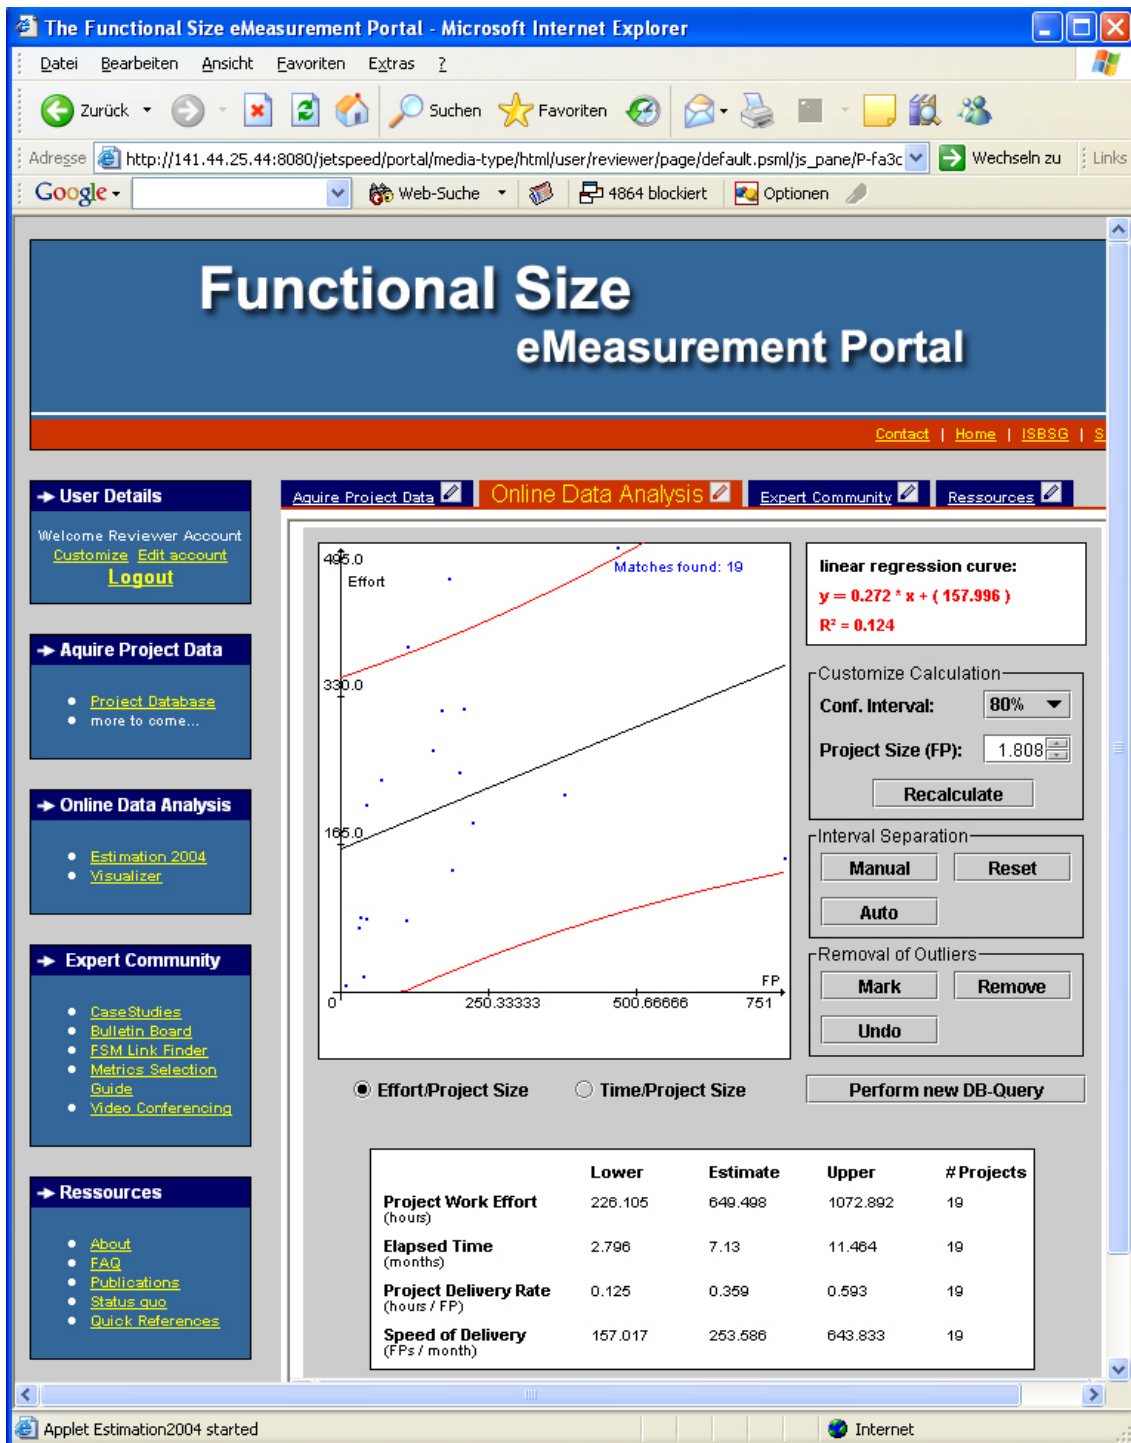 The Functional Size eMeasurement Portal - Microsoft Internet Explorer
Datei Bearbeiten Ansicht Favoriten Extras ?
Zurück Suchen Favoriten
Adresse http://141.44.25.44:8080/jetspeed/portal/media-type/html/user/reviewer/page/default.psml/js_pane/P-fa3c Wechseln zu Links
Google Web-Suche 4864 blockiert Optionen
Functional Size
eMeasurement Portal
Contact | Home | ISBSG | S
User Details
Welcome Reviewer Account
Customize Edit account
Logout
Aquire Project Data
Project Database
more to come...
Online Data Analysis
Estimation 2004
Visualizer
Expert Community
CaseStudies
Bulletin Board
FSM Link Finder
Metrics Selection
Guide
Video Conferencing
Ressources
About
FAQ
Publications
Status quo
Quick References
Aquire Project Data Online Data Analysis Expert Community Ressources
495.0
Effort
Matches found: 19
330.0
165.0
FP
0 250.33333 500.66666 751
linear regression curve:
y = 0.272 * x + ( 157.996 )
R² = 0.124
Customize Calculation
Conf. Interval: 80%
Project Size (FP): 1.808
Recalculate
Interval Separation
Manual Reset
Auto
Removal of Outliers
Mark Remove
Undo
Effort/Project Size Time/Project Size Perform new DB-Query
Lower Estimate Upper # Projects
Project Work Effort 226.105 649.498 1072.892 19
(hours)
Elapsed Time 2.796 7.13 11.464 19
(months)
Project Delivery Rate 0.125 0.359 0.593 19
(hours / FP)
Speed of Delivery 157.017 253.586 643.833 19
(FPs / month)
Applet Estimation2004 started Internet